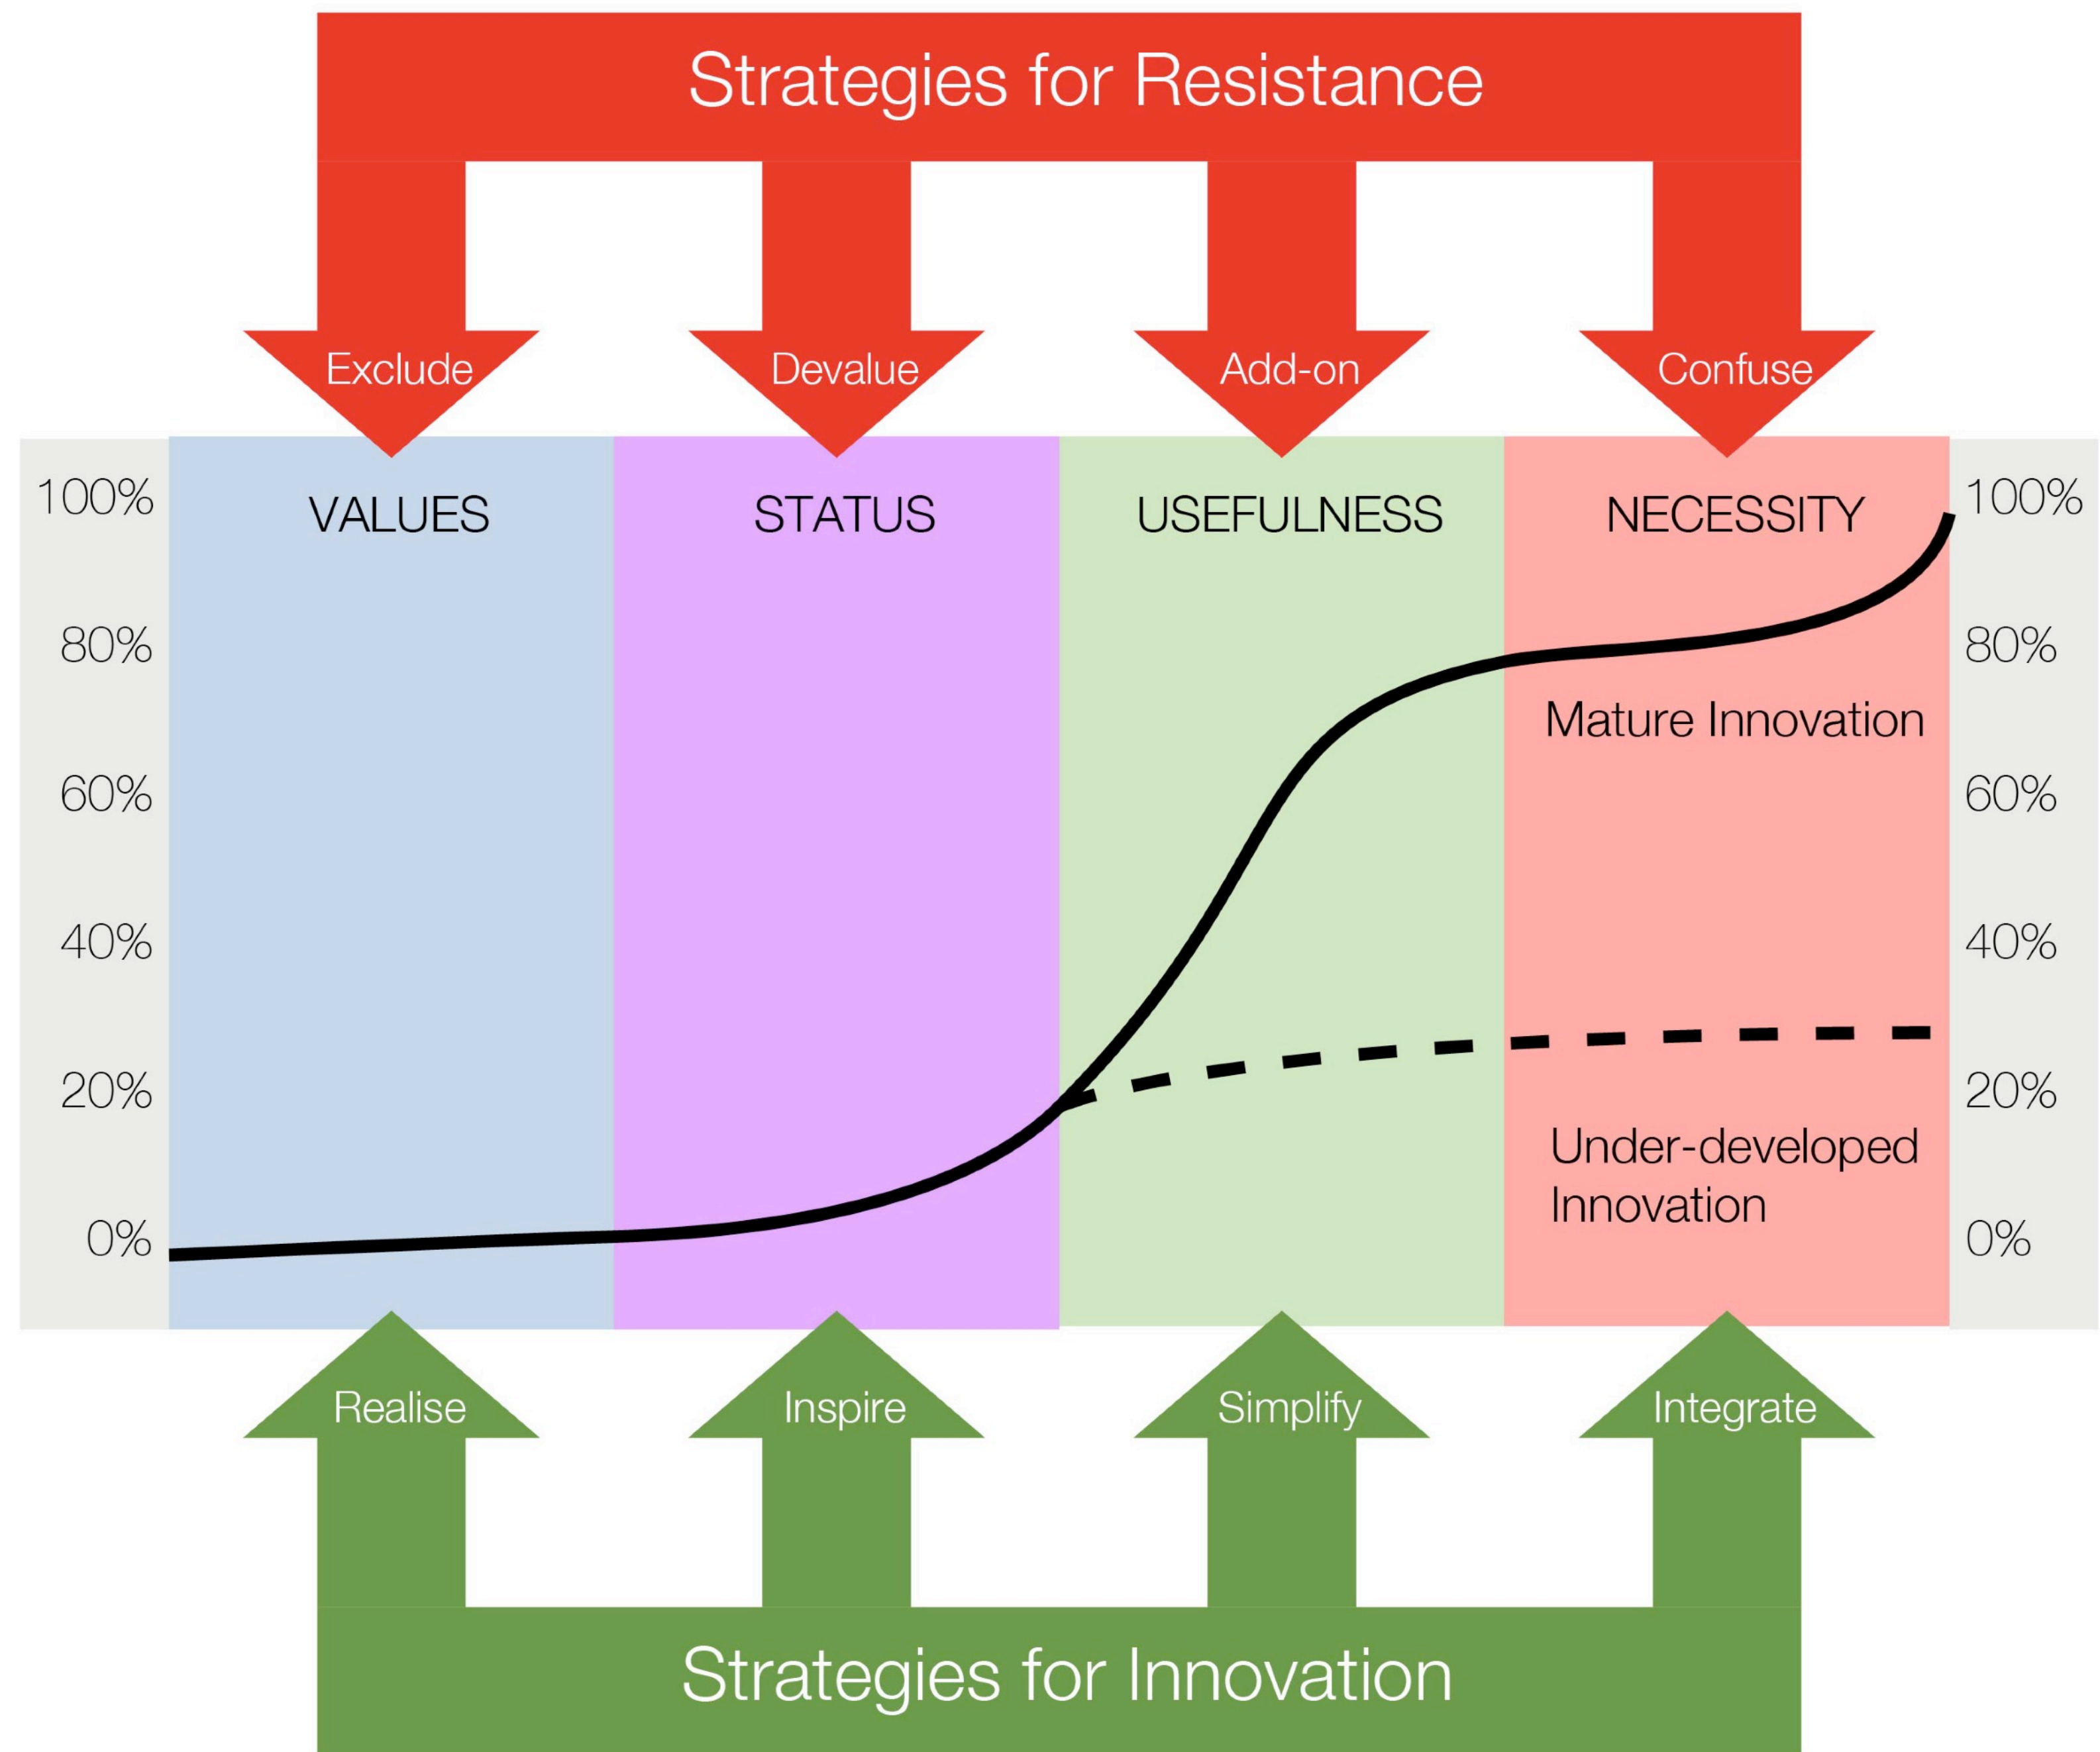 Strategies for Resistance
Exclude
Devalue
Add-on
Confuse
VALUES
STATUS
USEFULNESS
NECESSITY
100%
80%
60%
40%
20%
0%
100%
80%
60%
40%
20%
0%
Mature Innovation
Under-developed
Innovation
Realise
Inspire
Simplify
Integrate
Strategies for Innovation